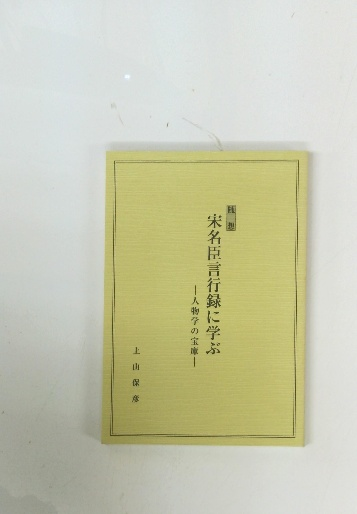 随想
宋名臣言行録に学ぶ
―人物学の宝庫―
上山保彦